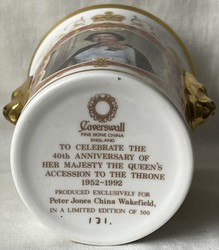 Caverswall
FINE BONE CHINA
ENGLAND
TO CELEBRATE THE
40th ANNIVERSARY OF
HER MAJESTY THE QUEEN'S
ACCESSION TO THE THRONE
1952-1992
PRODUCED EXCLUSIVELY FOR
Peter Jones China Wakefield,
IN A LIMITED EDITION OF 500
131.